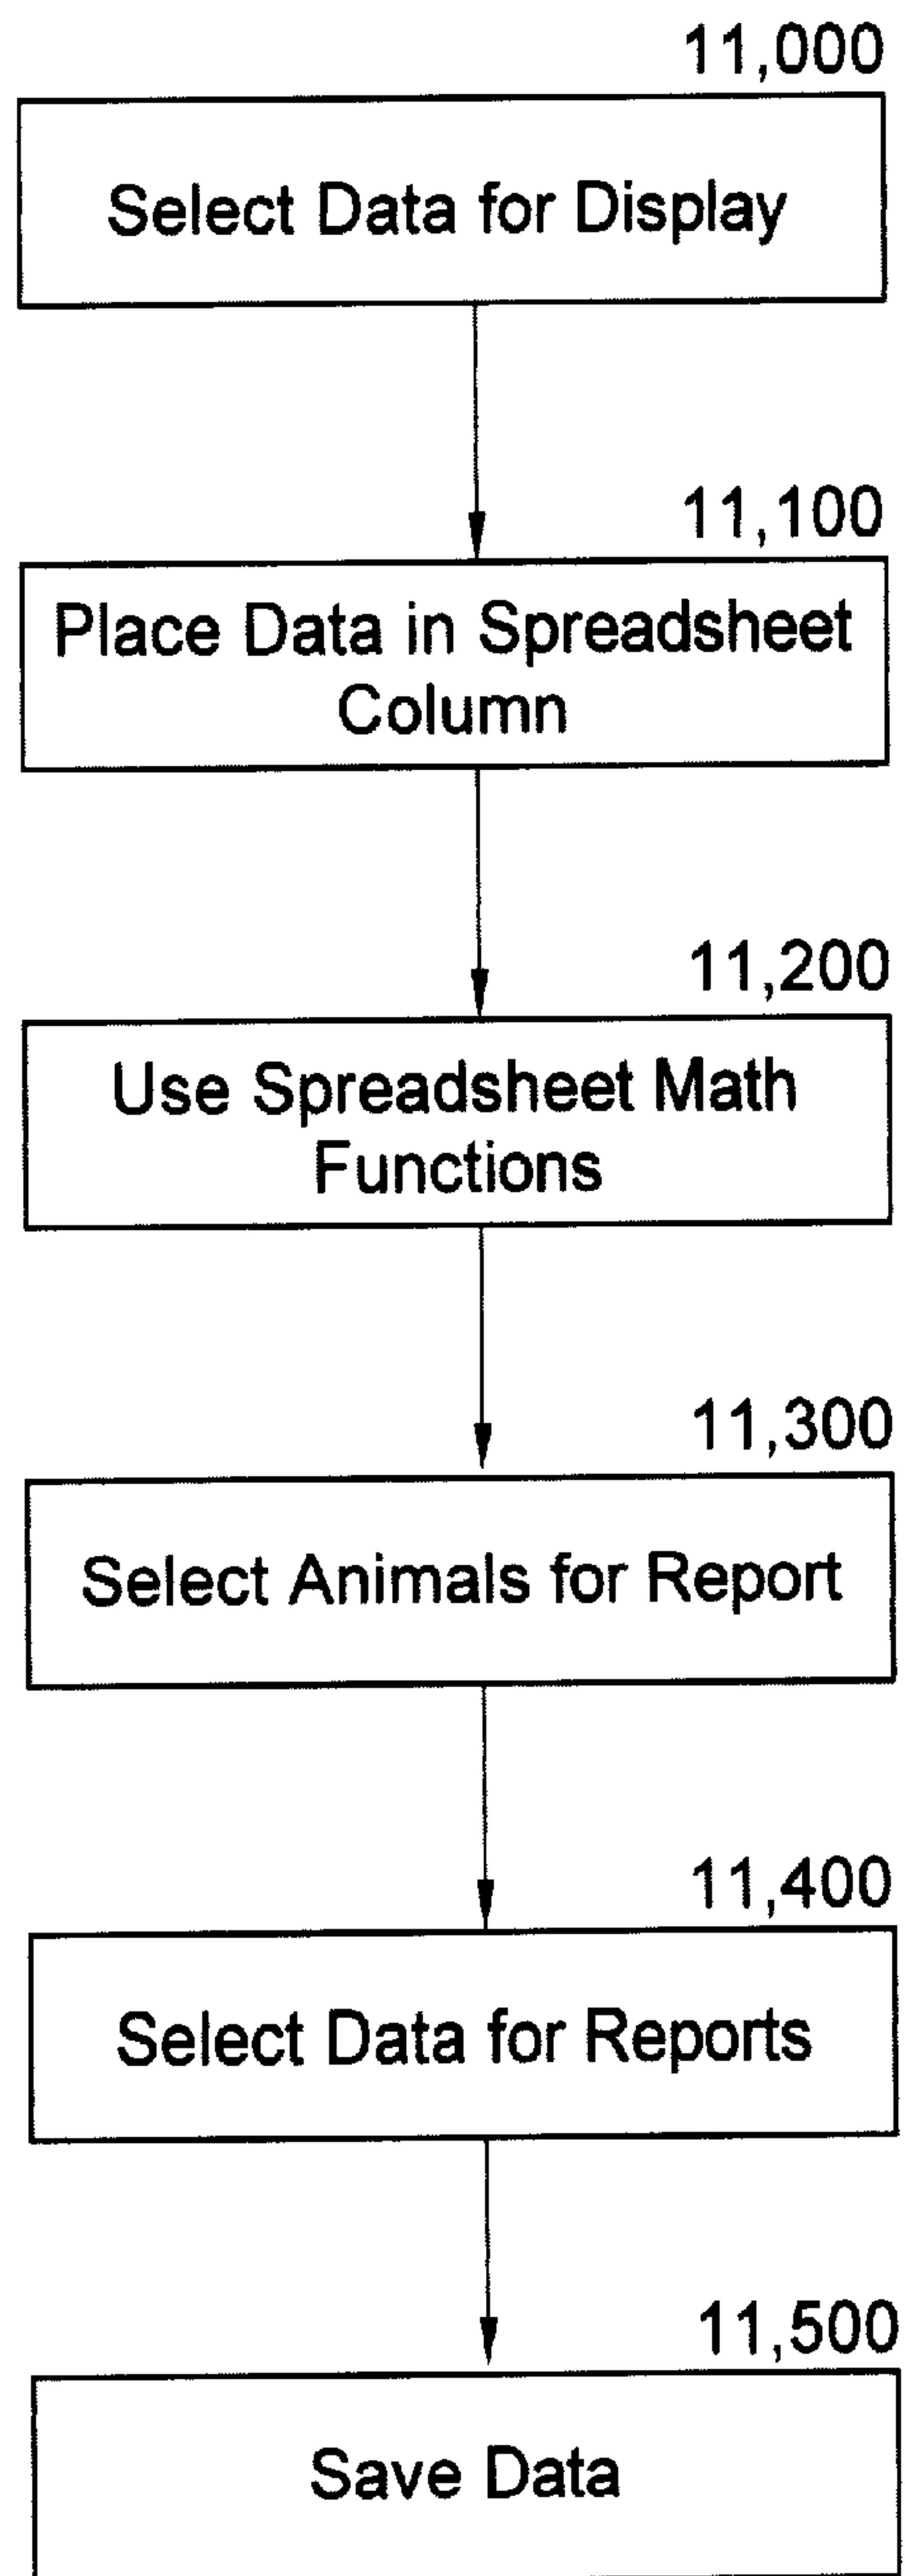 11,000
Select Data for Display
11,100
Place Data in Spreadsheet
Column
11,200
Use Spreadsheet Math
Functions
11,300
Select Animals for Report
11,400
Select Data for Reports
11,500
Save Data